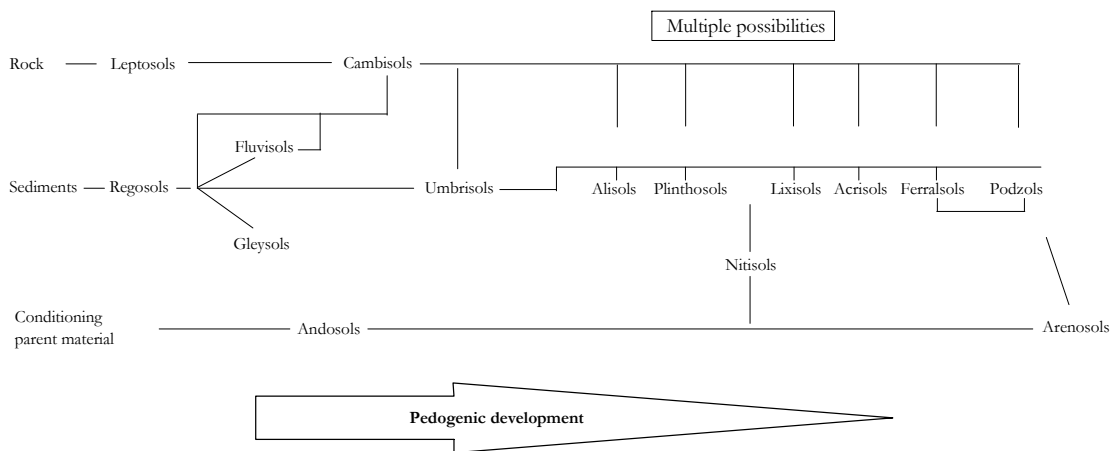 Multiple possibilities
Rock Leptosols Cambisols
Fluvisols
Sediments Regosols Umbrisols Alisols Plinthosols Lixisols Acrisols Ferralsols Podzols
Gleysols
Nitisols
Conditioning
parent material
Andosols Arenosols
Pedogenic development